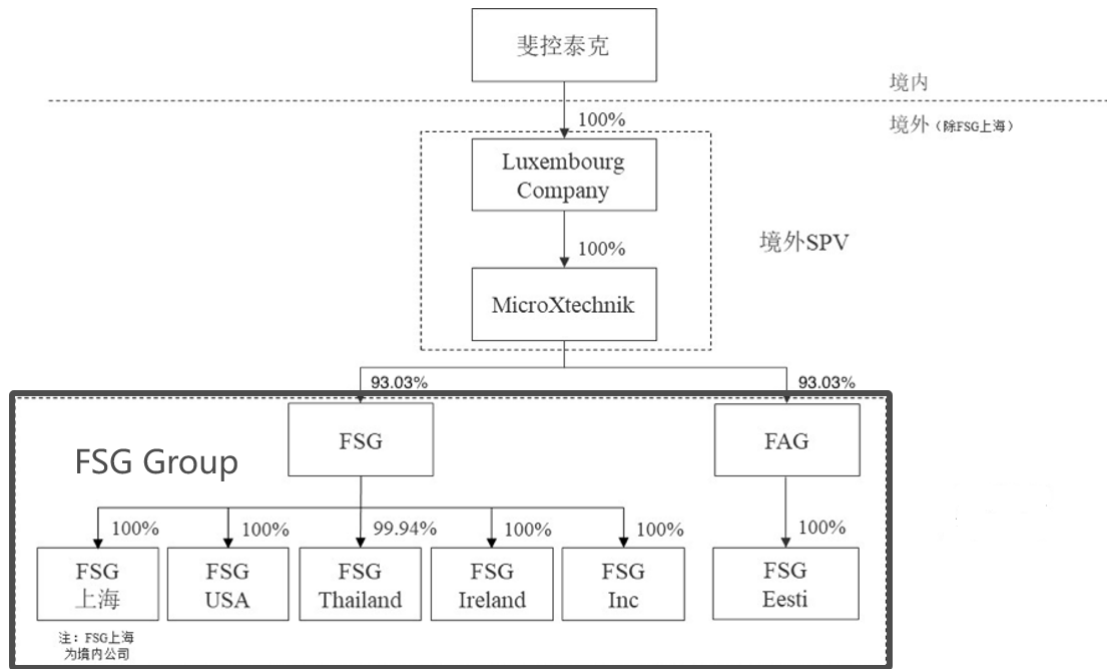 斐控泰克
境内
100%
境外（除FSG上海）
Luxembourg
Company
100%
境外SPV
MicroXtechnik
93.03%
93.03%
FSG
FAG
FSG Group
100%
100%
99.94%
100%
100%
100%
FSG
上海
FSG
USA
FSG
Thailand
FSG
Ireland
FSG
Inc
FSG
Eesti
注：FSG上海
为境内公司